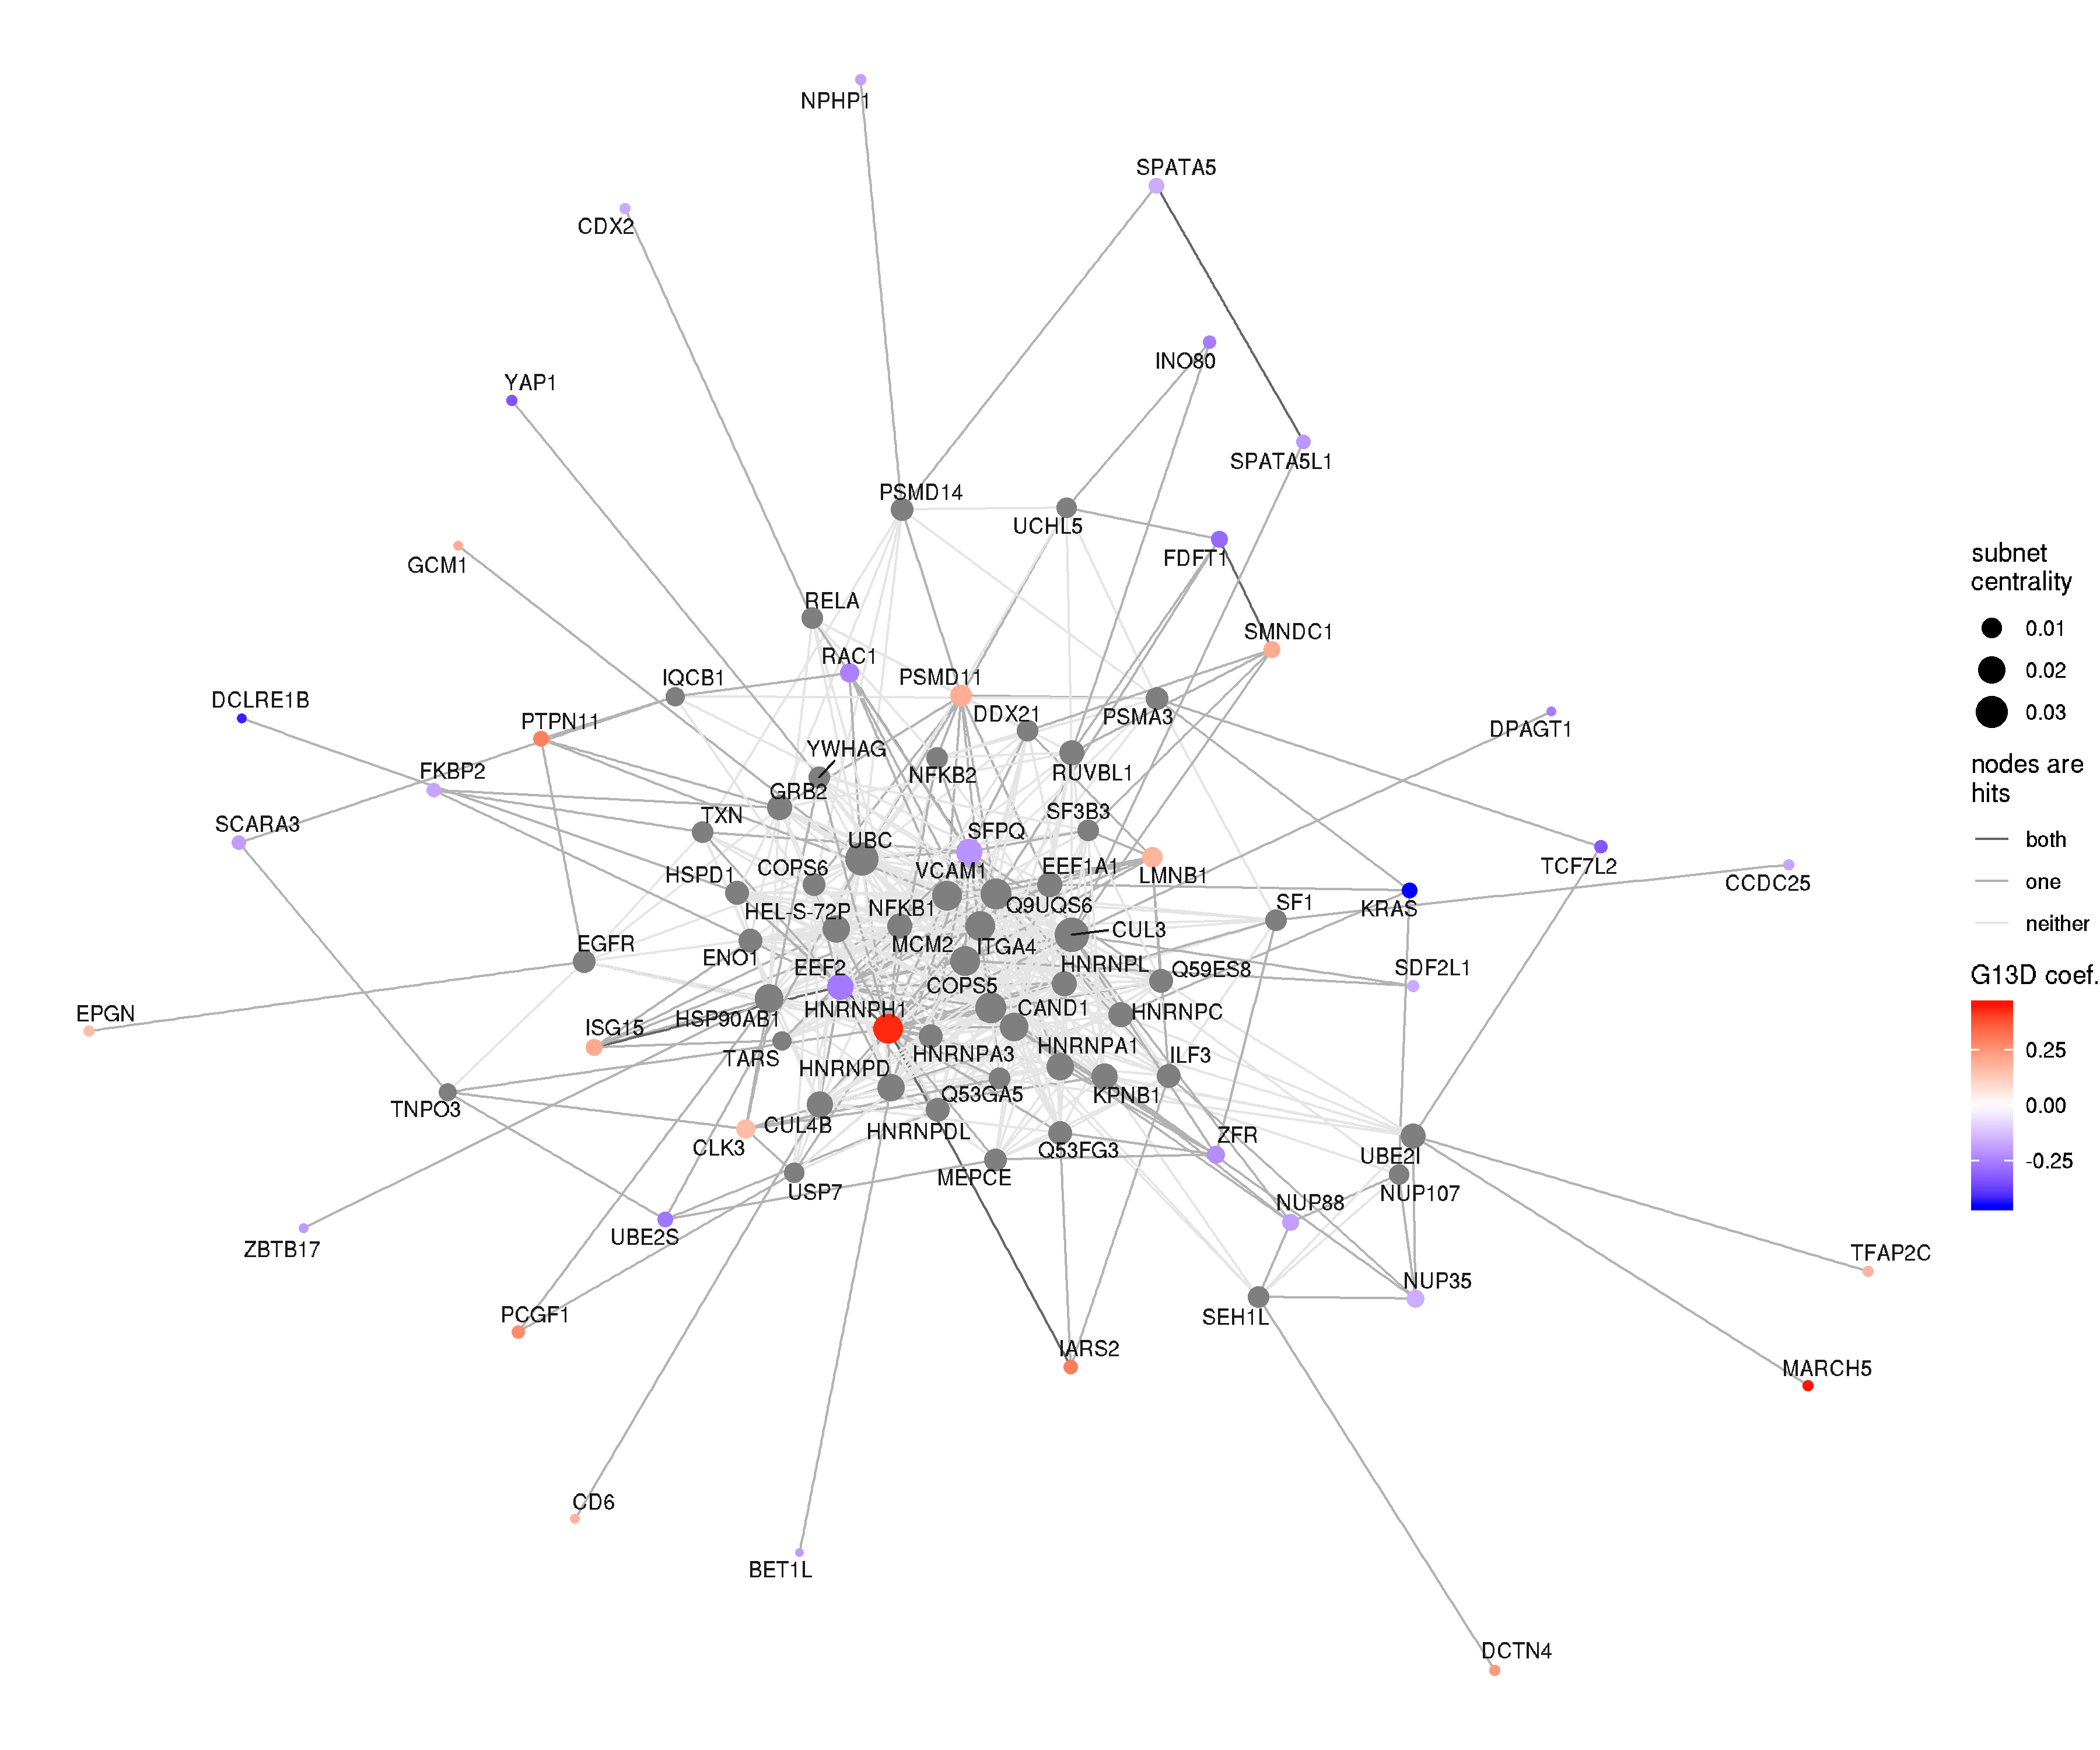 NPHP1
SPATA5
CDX2
INO80
YAP1
SPATA5L1
PSMD14
UCHL5
FDFT1
GCM1
RELA
SMNDC1
RAC1
IQCB1
PSMD11
DCLRE1B
PTPN11
DDX21
PSMA3
DPAGT1
YWHAG
FKBP2
NFKB2
RUVBL1
GRB2
SCARA3
TXN
SF3B3
UBC
SFPQ
COPS6
VCAM1
EEF1A1
LMNB1
TCF7L2
HSPD1
CCDC25
HEL-S-72P
NFKB1
Q9UQS6
SF1
KRAS
CUL3
EGFR
ENO1
MCM2
ITGA4
EEF2
HNRNPL
Q59ES8
SDF2L1
COPS5
EPGN
ISG15
HSP90AB1
HNRNPH1
CAND1
HNRNPC
TARS
HNRNPA3
HNRNPA1
ILF3
HNRNPD
Q53GA5
KPNB1
TNPO3
CUL4B
HNRNPDL
CLK3
Q53FG3
ZFR
UBE2I
MEPCE
USP7
NUP107
NUP88
UBE2S
ZBTB17
TFAP2C
NUP35
PCGF1
SEH1L
IARS2
MARCH5
CD6
BET1L
DCTN4
subnet
centrality
0.01
0.02
0.03
nodes are
hits
both
one
neither
G13D coef.
0.25
0.00
-0.25